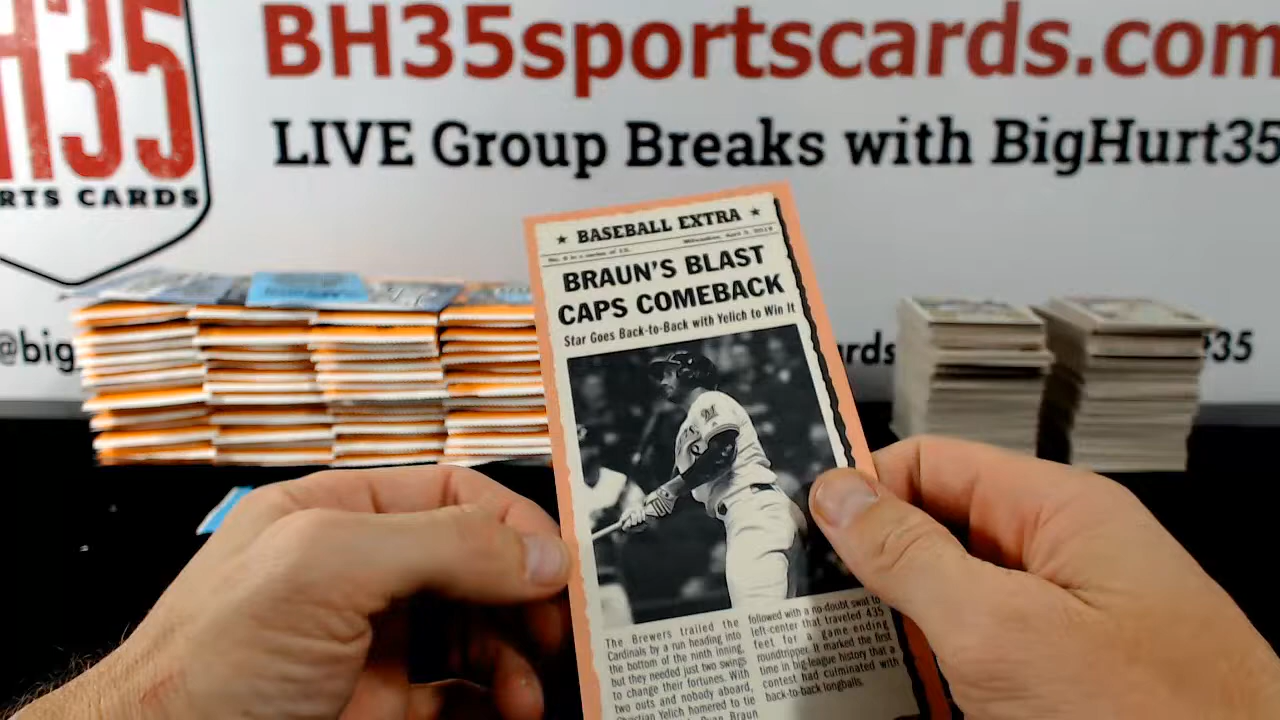 H35
RTS CARDS
BH35sportscards.com
LIVE Group Breaks with BigHurt35
@big
rds
35
★ BASEBALL EXTRA ★
BRAUN'S BLAST
CAPS COMEBACK
Star Goes Back-to-Back with Yelich to Win It
The Brewers trailed the
Cardinals by a run heading into
the bottom of the ninth inning,
but they needed just two swings
to change their fortunes. With
two outs and nobody aboard,
Christian Yelich homered to tie
Ryan Braun
followed with a no-doubt swat to
left-center that traveled 435
feet for a game-ending
roundtripper. It marked the first
time in big-league history that a
contest had culminated with
back-to-back longballs.